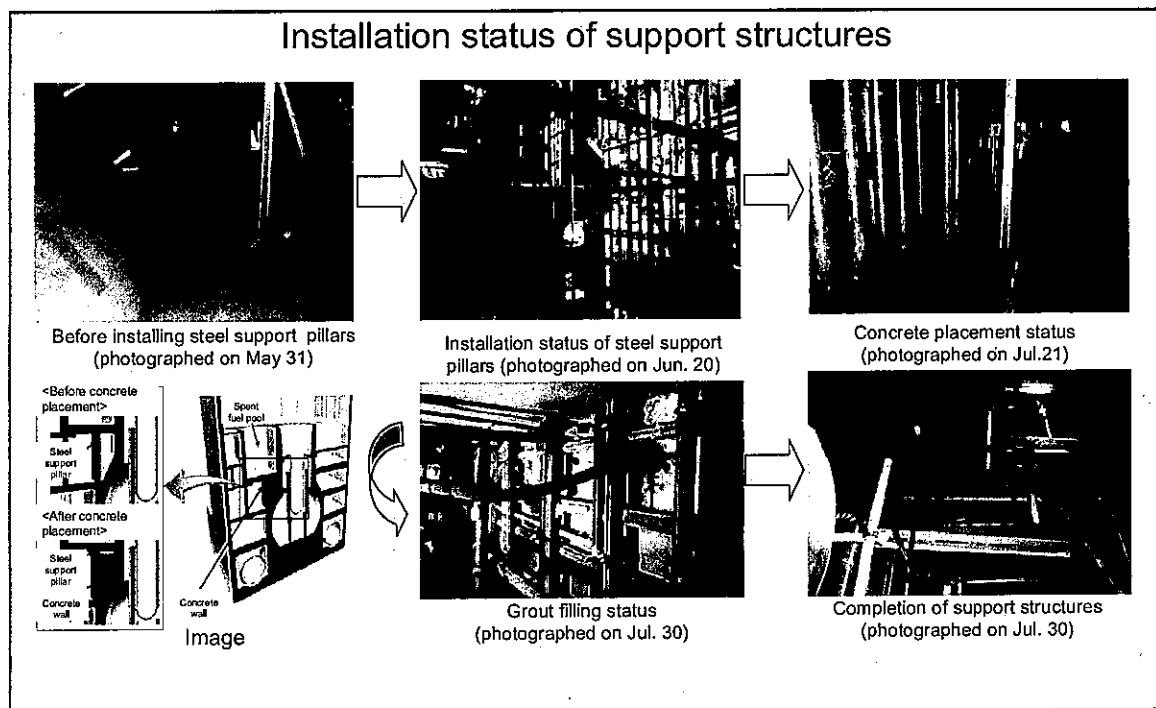 Installation status of support structures
Before installing steel support pillars
(photographed on May 31)
Installation status of steel support
pillars (photographed on Jun. 20)
Concrete placement status
(photographed on Jul.21)
<Before concrete
placement>
Steel
support
pillar
<After concrete
placement>
Steel
support
pillar
Concrete
wall
Spent
fuel pool
Concrete
wall
Image
Grout filling status
(photographed on Jul. 30)
Completion of support structures
(photographed on Jul. 30)